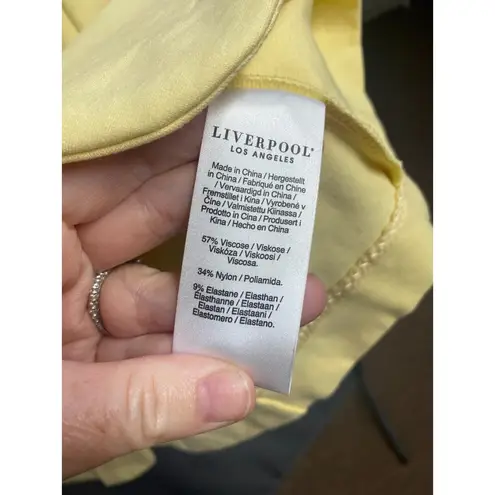 LIVERPOOL®
LOS ANGELES
Made in China / Hergestellt
in China / Fabriqué en Chine
/ Vervaardigd in China /
Fremstillet i Kina / Vyrobené v
Číne / Valmistettu Kiinassa /
Prodotto in Cina / Produsert i
Kina / Hecho en China
57% Viscose / Viskose /
Viskóza / Viskoosi /
Viscosa.
34% Nylon / Poliamida.
9% Elastane / Elasthan /
Élasthanne / Elastaan /
Elastan / Elastaani /
Elastomero / Elastano.